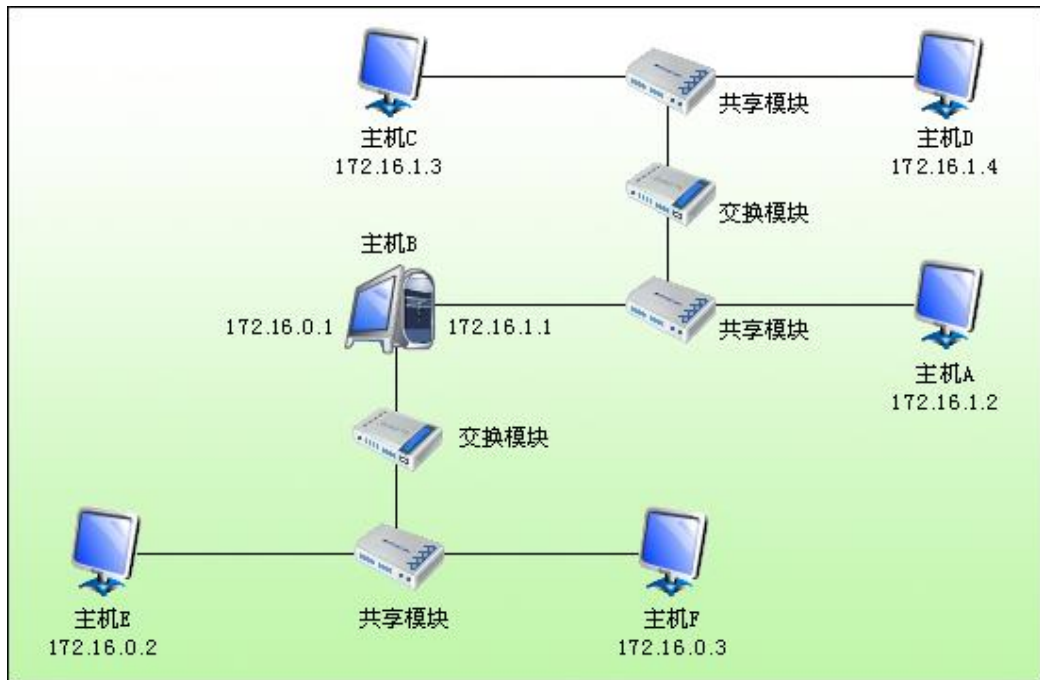 共享模块
主机C
172.16.1.3
主机D
172.16.1.4
交换模块
主机B
172.16.0.1
172.16.1.1
共享模块
主机A
172.16.1.2
交换模块
主机E
172.16.0.2
共享模块
主机F
172.16.0.3